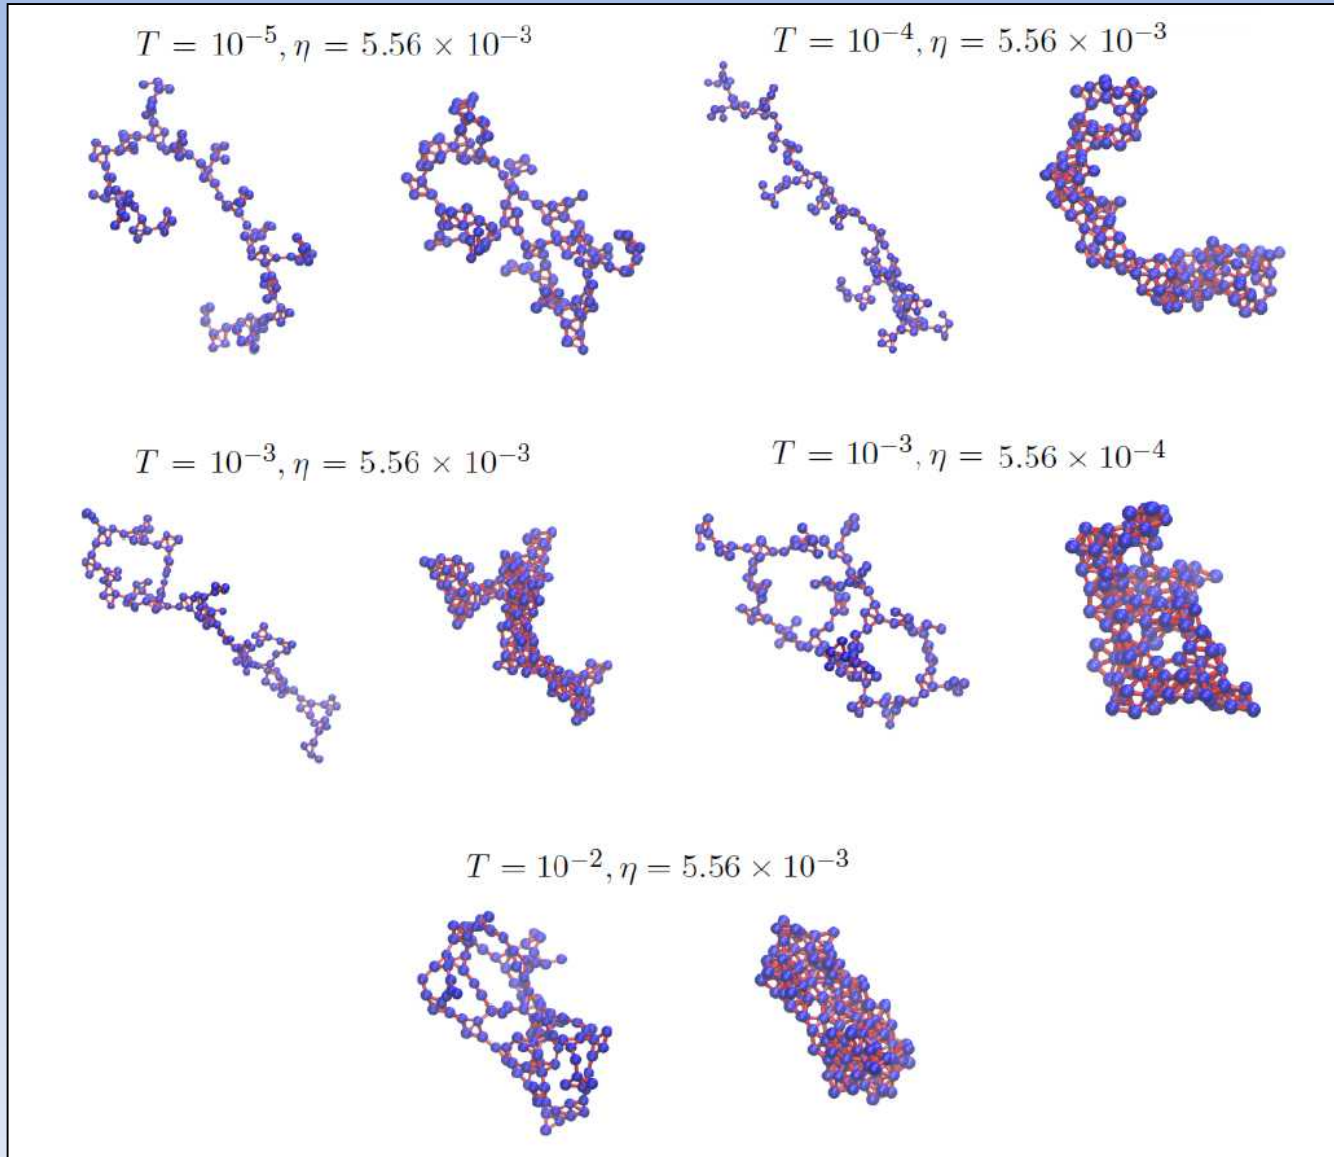 T = 10⁻⁵, η = 5.56 × 10⁻³
T = 10⁻⁴, η = 5.56 × 10⁻³
T = 10⁻³, η = 5.56 × 10⁻³
T = 10⁻³, η = 5.56 × 10⁻⁴
T = 10⁻², η = 5.56 × 10⁻³